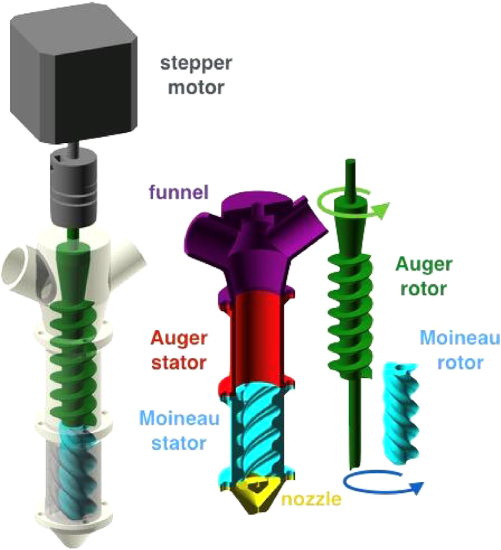 stepper
motor
funnel
Auger
rotor
Auger
stator
Moineau
rotor
Moineau
stator
nozzle